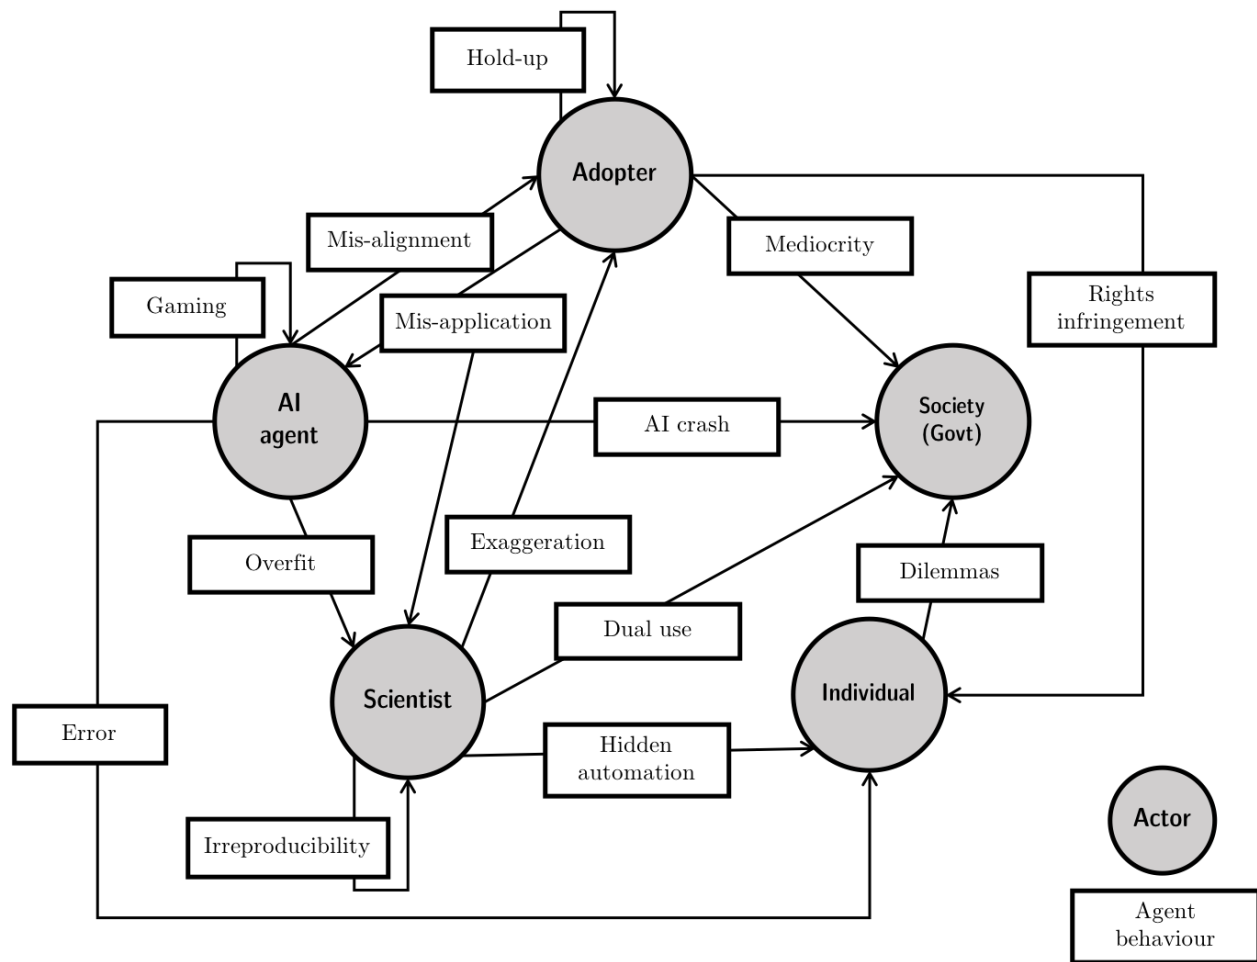 Hold-up
Adopter
Mis-alignment
Mediocrity
Gaming
Mis-application
Rights
infringement
AI
agent
AI crash
Society
(Govt)
Overfit
Exaggeration
Dilemmas
Dual use
Scientist
Individual
Error
Hidden
automation
Irreproducibility
Actor
Agent
behaviour